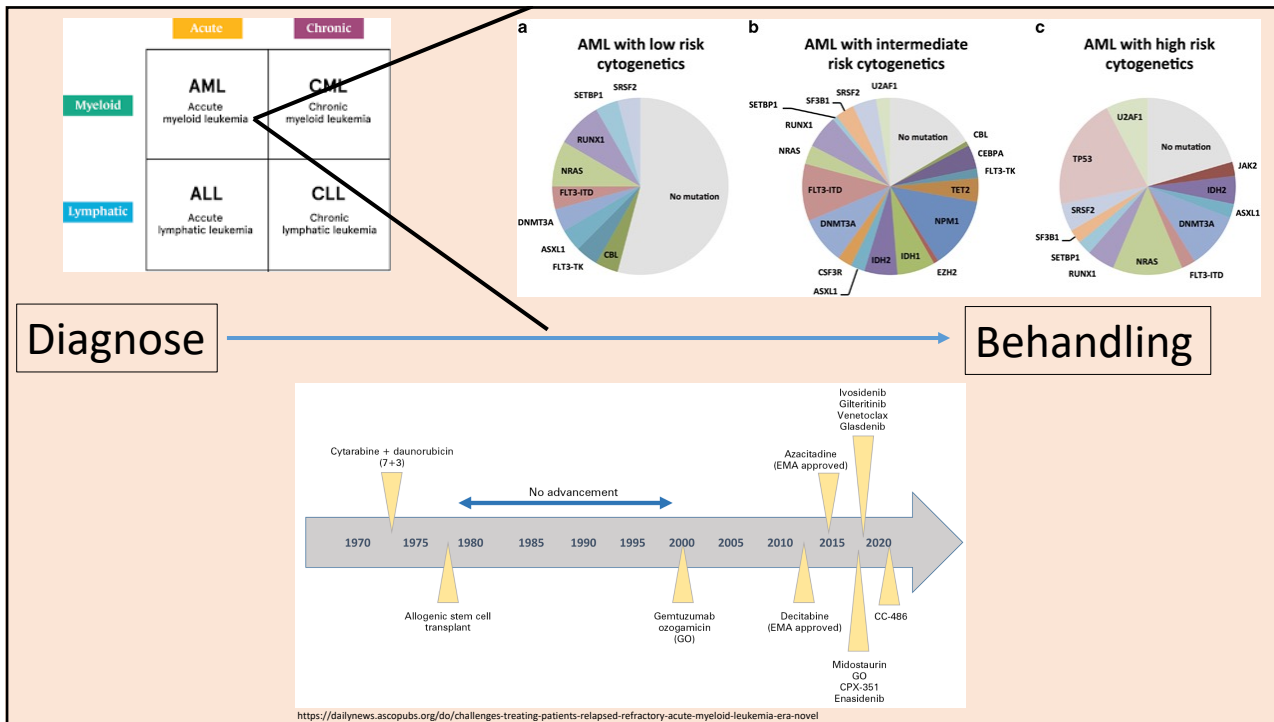 Acute
Chronic
Myeloid
Lymphatic
AML
Accute
myeloid leukemia
CML
Chronic
myeloid leukemia
ALL
Acute
lymphatic leukemia
CLL
Chronic
lymphatic leukemia
a
AML with low risk
cytogenetics
SRSF2
SETBP1
RUNX1
NRAS
FLT3-ITD
DNMT3A
ASXL1
FLT3-TK
CBL
No mutation
b
AML with intermediate
risk cytogenetics
U2AF1
SRSF2
SF3B1
SETBP1
RUNX1
NRAS
FLT3-ITD
DNMT3A
CSF3R
ASXL1
IDH2
IDH1
EZH2
NPM1
TET2
FLT3-TK
CEBPA
CBL
No mutation
c
AML with high risk
cytogenetics
U2AF1
TP53
SRSF2
SF3B1
SETBP1
RUNX1
NRAS
FLT3-ITD
DNMT3A
ASXL1
IDH2
JAK2
No mutation
Diagnose
Behandling
Cytarabine + daunorubicin
(7+3)
No advancement
Azacitadine
(EMA approved)
Ivosidenib
Gilteritinib
Venetoclax
Glasdenib
1970 1975 1980 1985 1990 1995 2000 2005 2010 2015 2020
Allogenic stem cell
transplant
Gemtuzumab
ozogamicin
(GO)
Decitabine
(EMA approved)
CC-486
Midostaurin
GO
CPX-351
Enasidenib
https://dailynews.ascopubs.org/do/challenges-treating-patients-relapsed-refractory-acute-myeloid-leukemia-era-novel